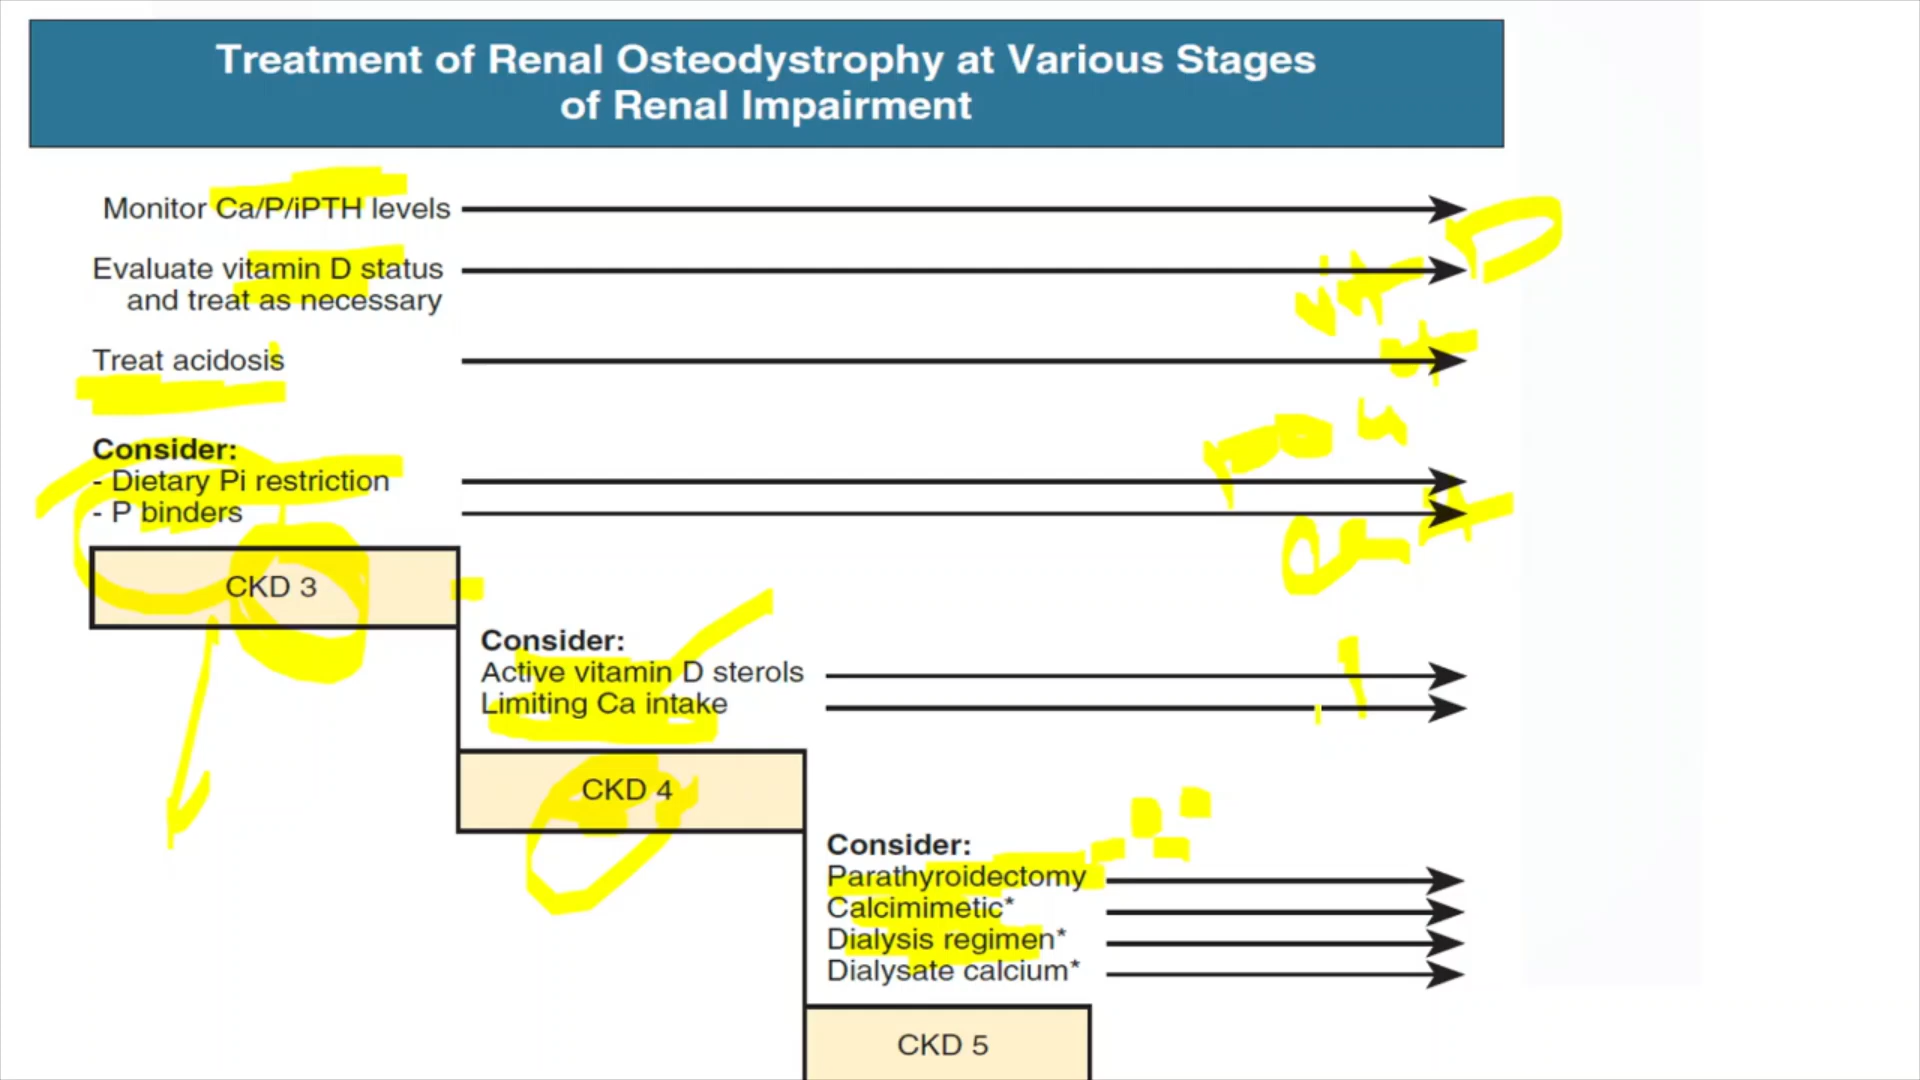 Treatment of Renal Osteodystrophy at Various Stages
of Renal Impairment
Monitor Ca/P/iPTH levels
Evaluate vitamin D status
and treat as necessary
Treat acidosis
Consider:
- Dietary Pi restriction
- P binders
CKD 3
Consider:
Active vitamin D sterols
Limiting Ca intake
CKD 4
Consider:
Parathyroidectomy
Calcimimetic*
Dialysis regimen*
Dialysate calcium*
CKD 5